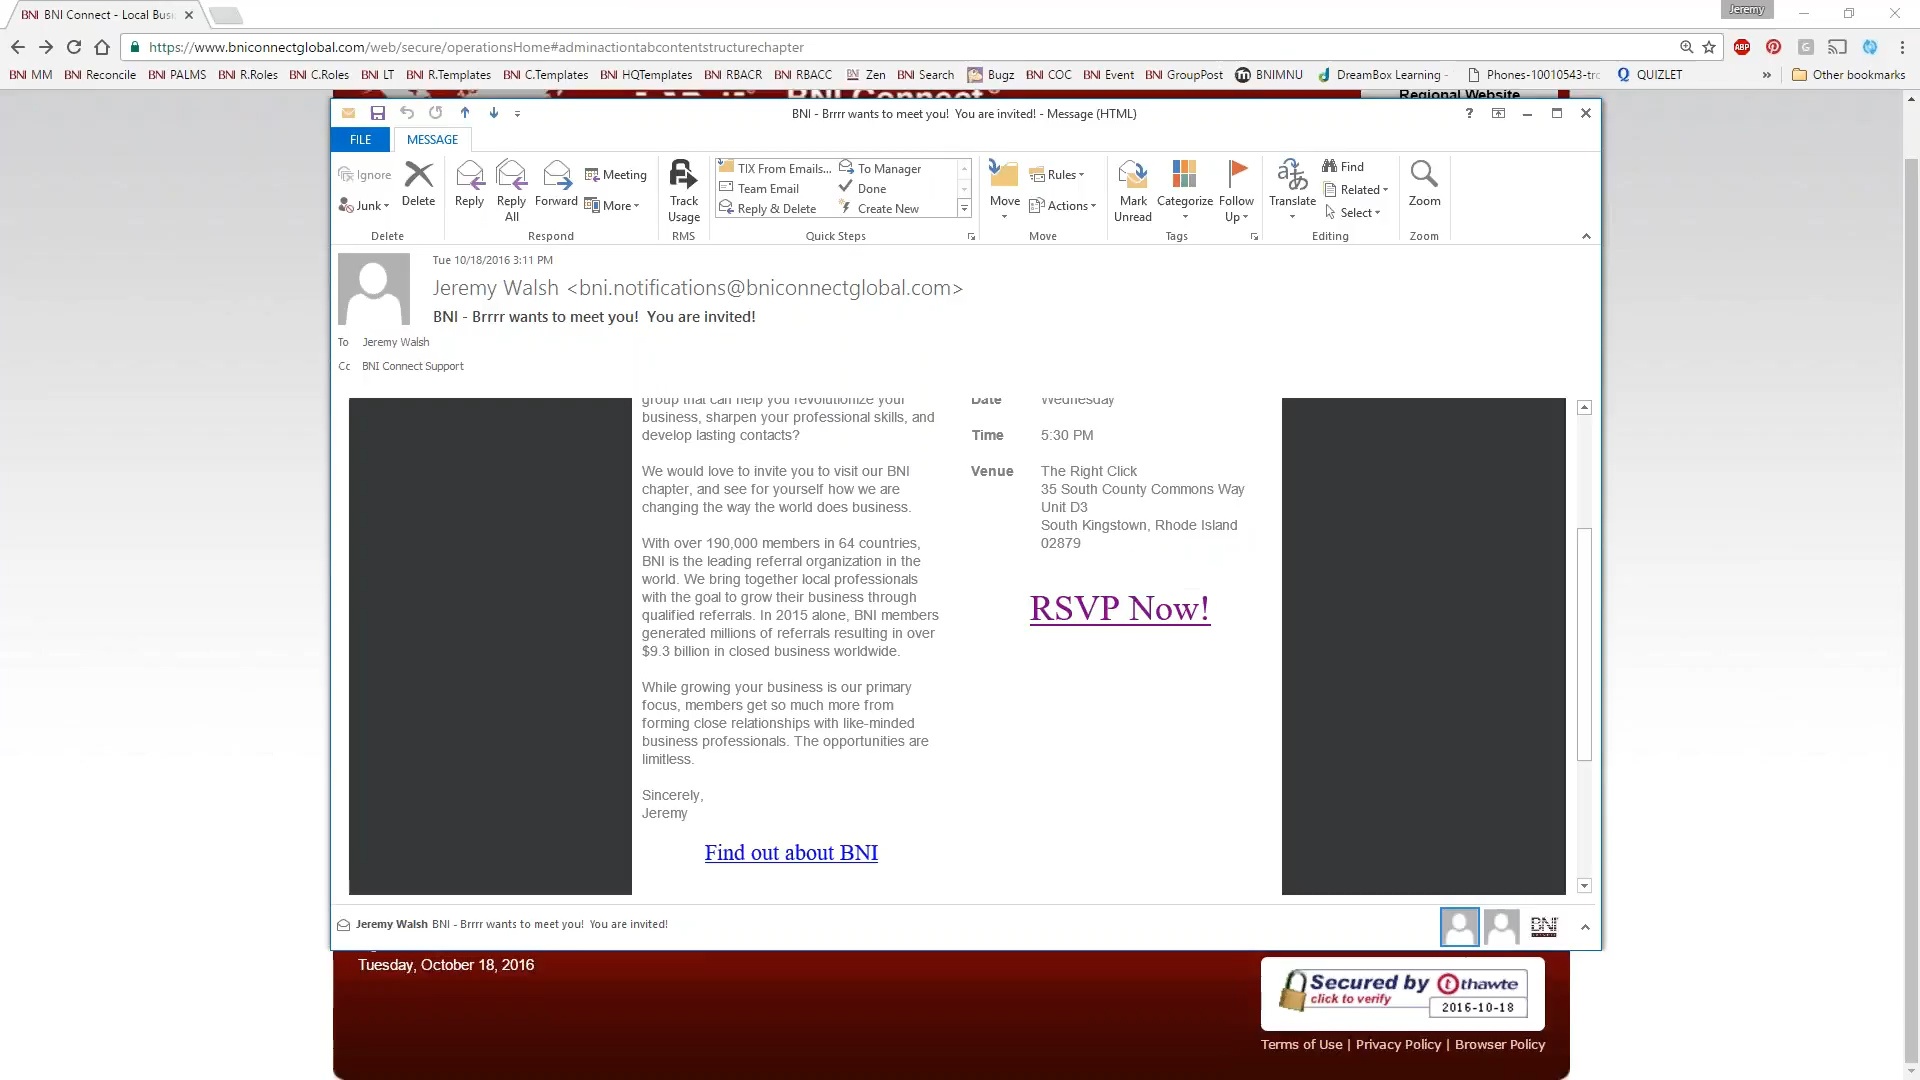 BNI BNI Connect - Local Busi
Jeremy
https://www.bniconnectglobal.com/web/secure/operationsHome#adminactiontabcontentstructurechapter
BNI MM BNI Reconcile BNI PALMS BNI R.Roles BNI C.Roles BNI LT BNI R.Templates BNI C.Templates BNI HQTemplates BNI RBACR BNI RBACC BNI Zen BNI Search Bugz BNI COC BNI Event BNI GroupPost BNIMNU DreamBox Learning - Phones-10010543-trc QUIZLET » Other bookmarks
BNI Connect®
Regional Website
BNI - Brrrr wants to meet you! You are invited! - Message (HTML)
FILE MESSAGE
Ignore
Junk
Delete
Reply
Reply All
Forward
Meeting
More
Track Usage
TIX From Emails... To Manager
Team Email Done
Reply & Delete Create New
Move
Rules
Actions
Mark Unread
Categorize
Follow Up
Translate
Find
Related
Select
Zoom
Delete Respond RMS Quick Steps Move Tags Editing Zoom
Tue 10/18/2016 3:11 PM
Jeremy Walsh <bni.notifications@bniconnectglobal.com>
BNI - Brrrr wants to meet you! You are invited!
To Jeremy Walsh
Cc BNI Connect Support
group that can help you revolutionize your
business, sharpen your professional skills, and
develop lasting contacts?
We would love to invite you to visit our BNI
chapter, and see for yourself how we are
changing the way the world does business.
With over 190,000 members in 64 countries,
BNI is the leading referral organization in the
world. We bring together local professionals
with the goal to grow their business through
qualified referrals. In 2015 alone, BNI members
generated millions of referrals resulting in over
$9.3 billion in closed business worldwide.
While growing your business is our primary
focus, members get so much more from
forming close relationships with like-minded
business professionals. The opportunities are
limitless.
Sincerely,
Jeremy
Find out about BNI
Date Wednesday
Time 5:30 PM
Venue The Right Click
35 South County Commons Way
Unit D3
South Kingstown, Rhode Island
02879
RSVP Now!
Jeremy Walsh BNI - Brrrr wants to meet you! You are invited!
BNI
Tuesday, October 18, 2016
Secured by thawte
click to verify
2016-10-18
Terms of Use | Privacy Policy | Browser Policy